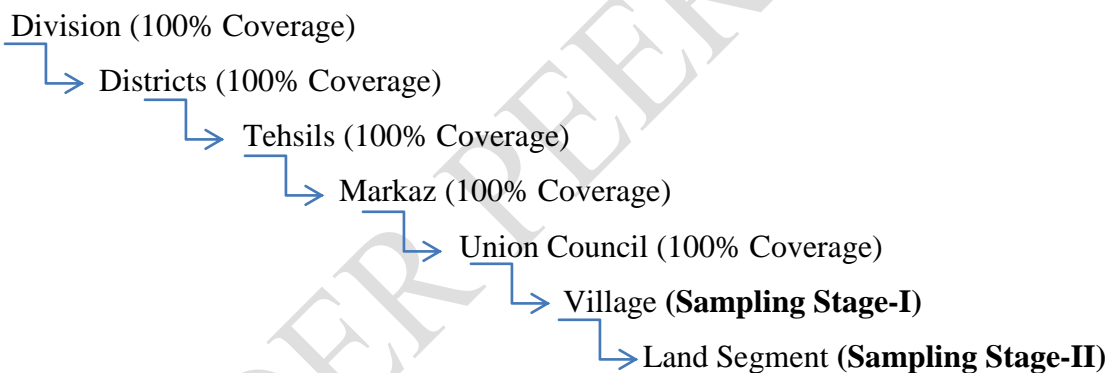 Division (100% Coverage)
Districts (100% Coverage)
Tehsils (100% Coverage)
Markaz (100% Coverage)
Union Council (100% Coverage)
Village (Sampling Stage-I)
Land Segment (Sampling Stage-II)